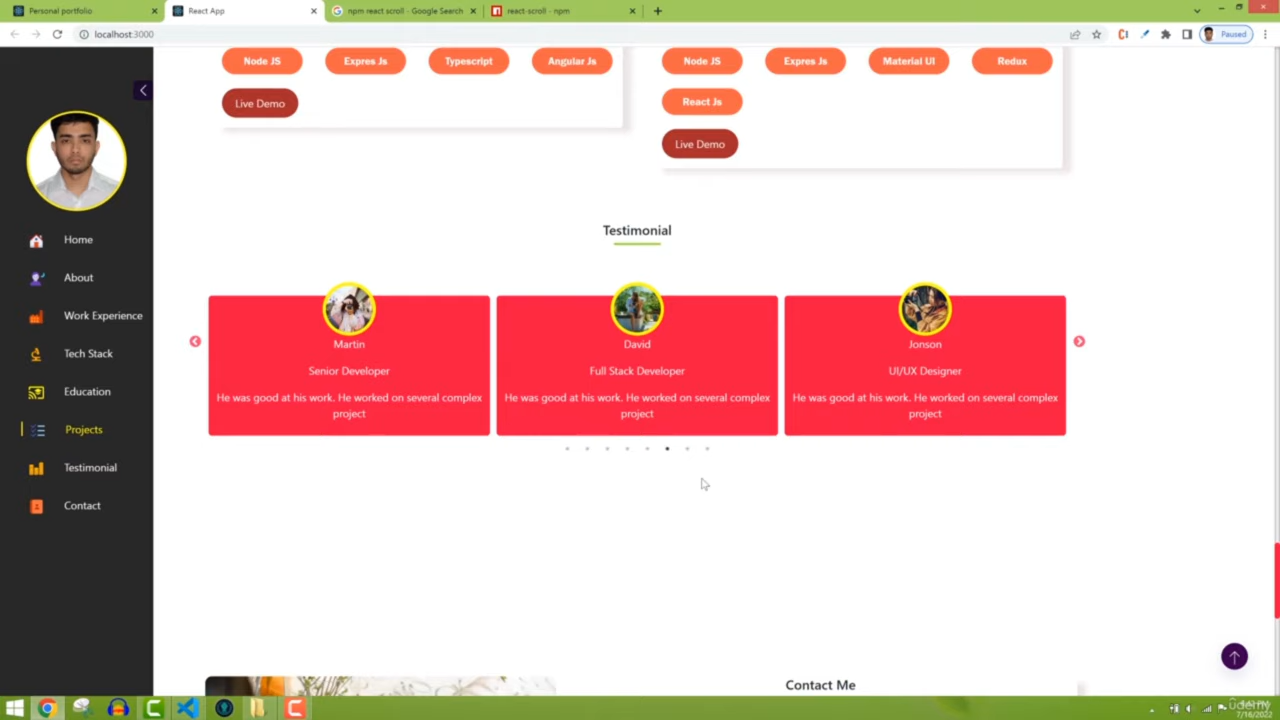 Personal portfolio
React App
npm react scroll - Google Search
react-scroll - npm
localhost:3000
Paused
Node JS
Expres Js
Typescript
Angular Js
Live Demo
Node JS
Expres Js
Material UI
Redux
React Js
Live Demo
Home
About
Work Experience
Tech Stack
Education
Projects
Testimonial
Contact
Testimonial
Martin
Senior Developer
He was good at his work. He worked on several complex
project
David
Full Stack Developer
He was good at his work. He worked on several complex
project
Jonson
UI/UX Designer
He was good at his work. He worked on several complex
project
Contact Me
udemy
7/16/2022